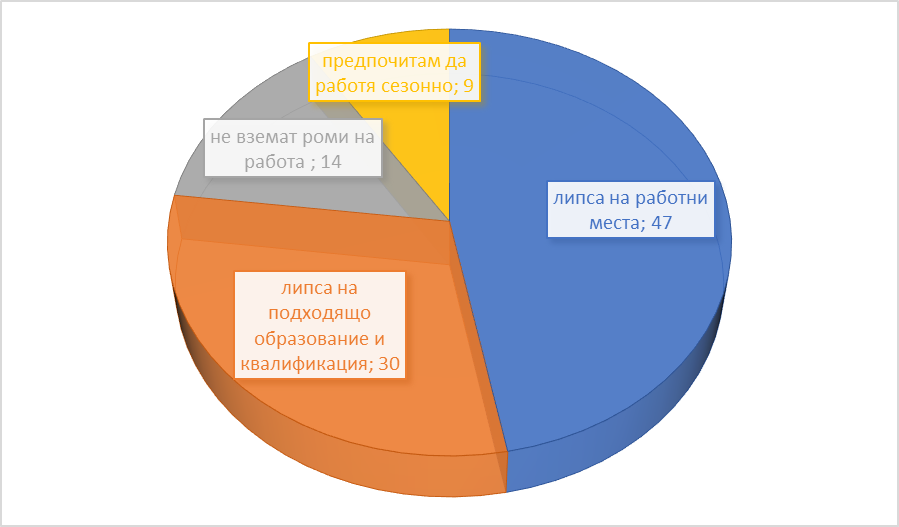 предпочитам да
работя сезонно; 9
не вземат роми на
работа ; 14
липса на работни
места; 47
липса на
подходящо
образование и
квалификация; 30